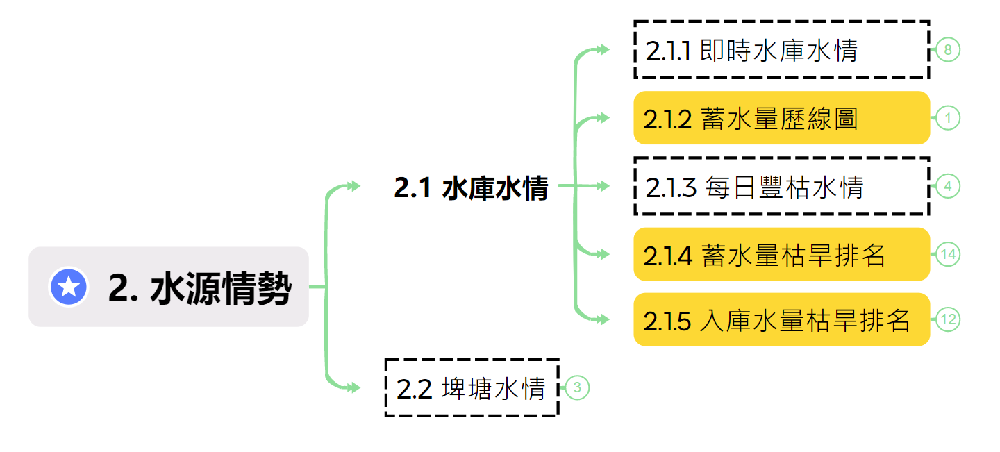 2.1.1 即時水庫水情
8
2.1.2 蓄水量歷線圖
1
2.1 水庫水情
2.1.3 每日豐枯水情
4
2.1.4 蓄水量枯旱排名
14
2. 水源情勢
2.1.5 入庫水量枯旱排名
12
2.2 埤塘水情
3